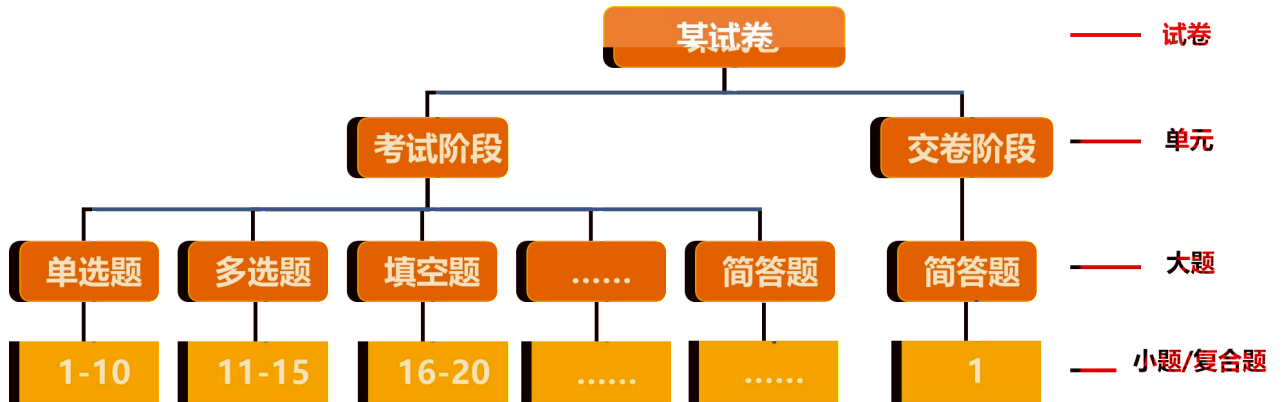 某试卷
试卷
考试阶段
交卷阶段
单元
单选题
多选题
填空题
......
简答题
简答题
大题
1-10
11-15
16-20
......
......
1
小题/复合题